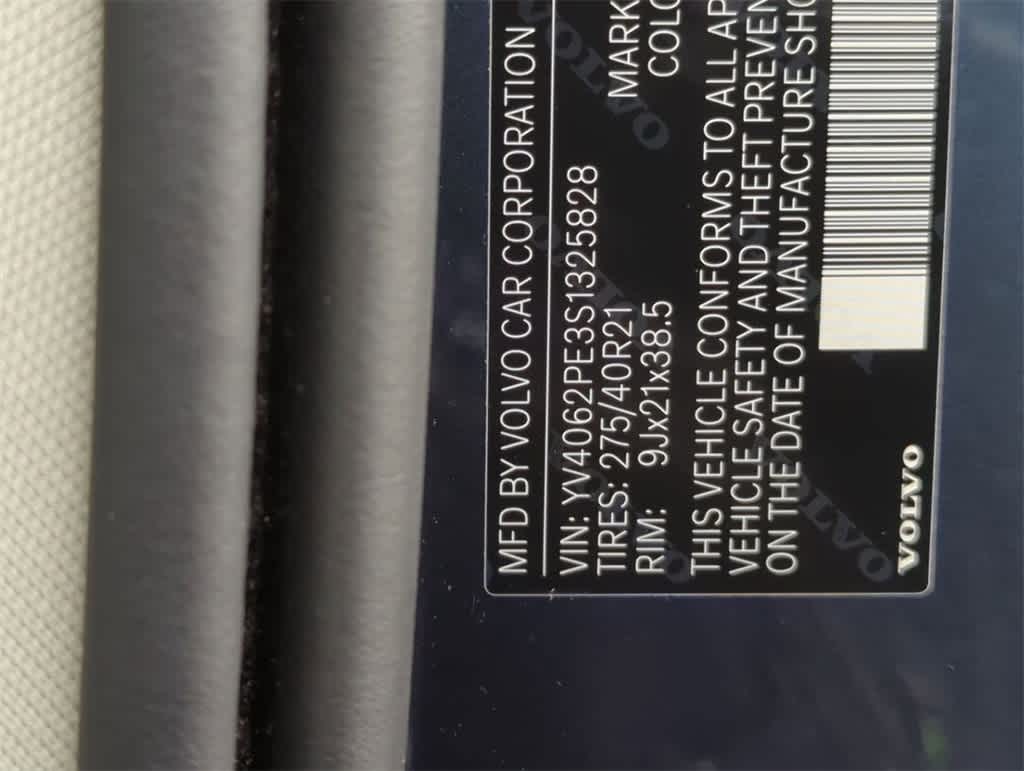 MFD BY VOLVO CAR CORPORATION
VIN: YV4062PE3S1325828
TIRES: 275/40R21
RIM: 9Jx21x38.5
MARK
COLO
THIS VEHICLE CONFORMS TO ALL AP
VEHICLE SAFETY AND THEFT PREVEN
ON THE DATE OF MANUFACTURE SHO
VOLVO